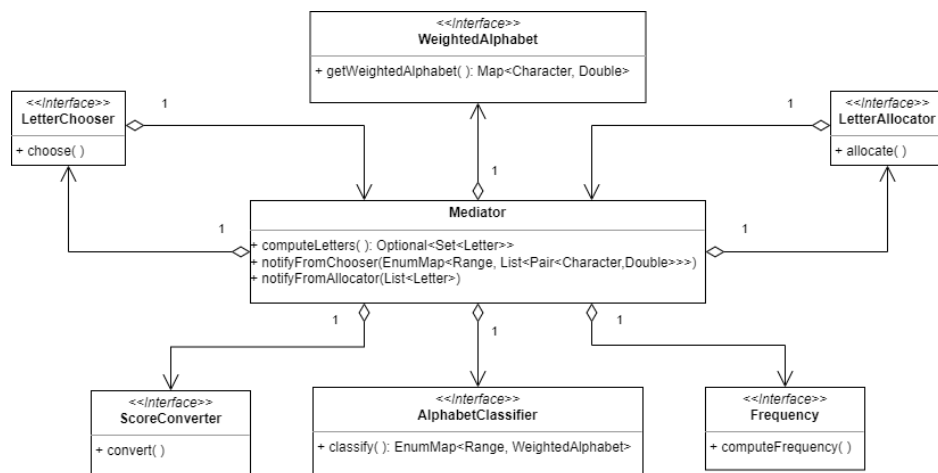 <<Interface>>
WeightedAlphabet
+ getWeightedAlphabet( ): Map<Character, Double>
<<Interface>>
LetterChooser
+ choose( )
1
1
<<Interface>>
LetterAllocator
+ allocate( )
1
1
1
Mediator
+ computeLetters( ): Optional<Set<Letter>>
+ notifyFromChooser(EnumMap<Range, List<Pair<Character,Double>>>)
+ notifyFromAllocator(List<Letter>)
1
1
1
<<Interface>>
ScoreConverter
+ convert( )
<<Interface>>
AlphabetClassifier
+ classify( ): EnumMap<Range, WeightedAlphabet>
<<Interface>>
Frequency
+ computeFrequency( )